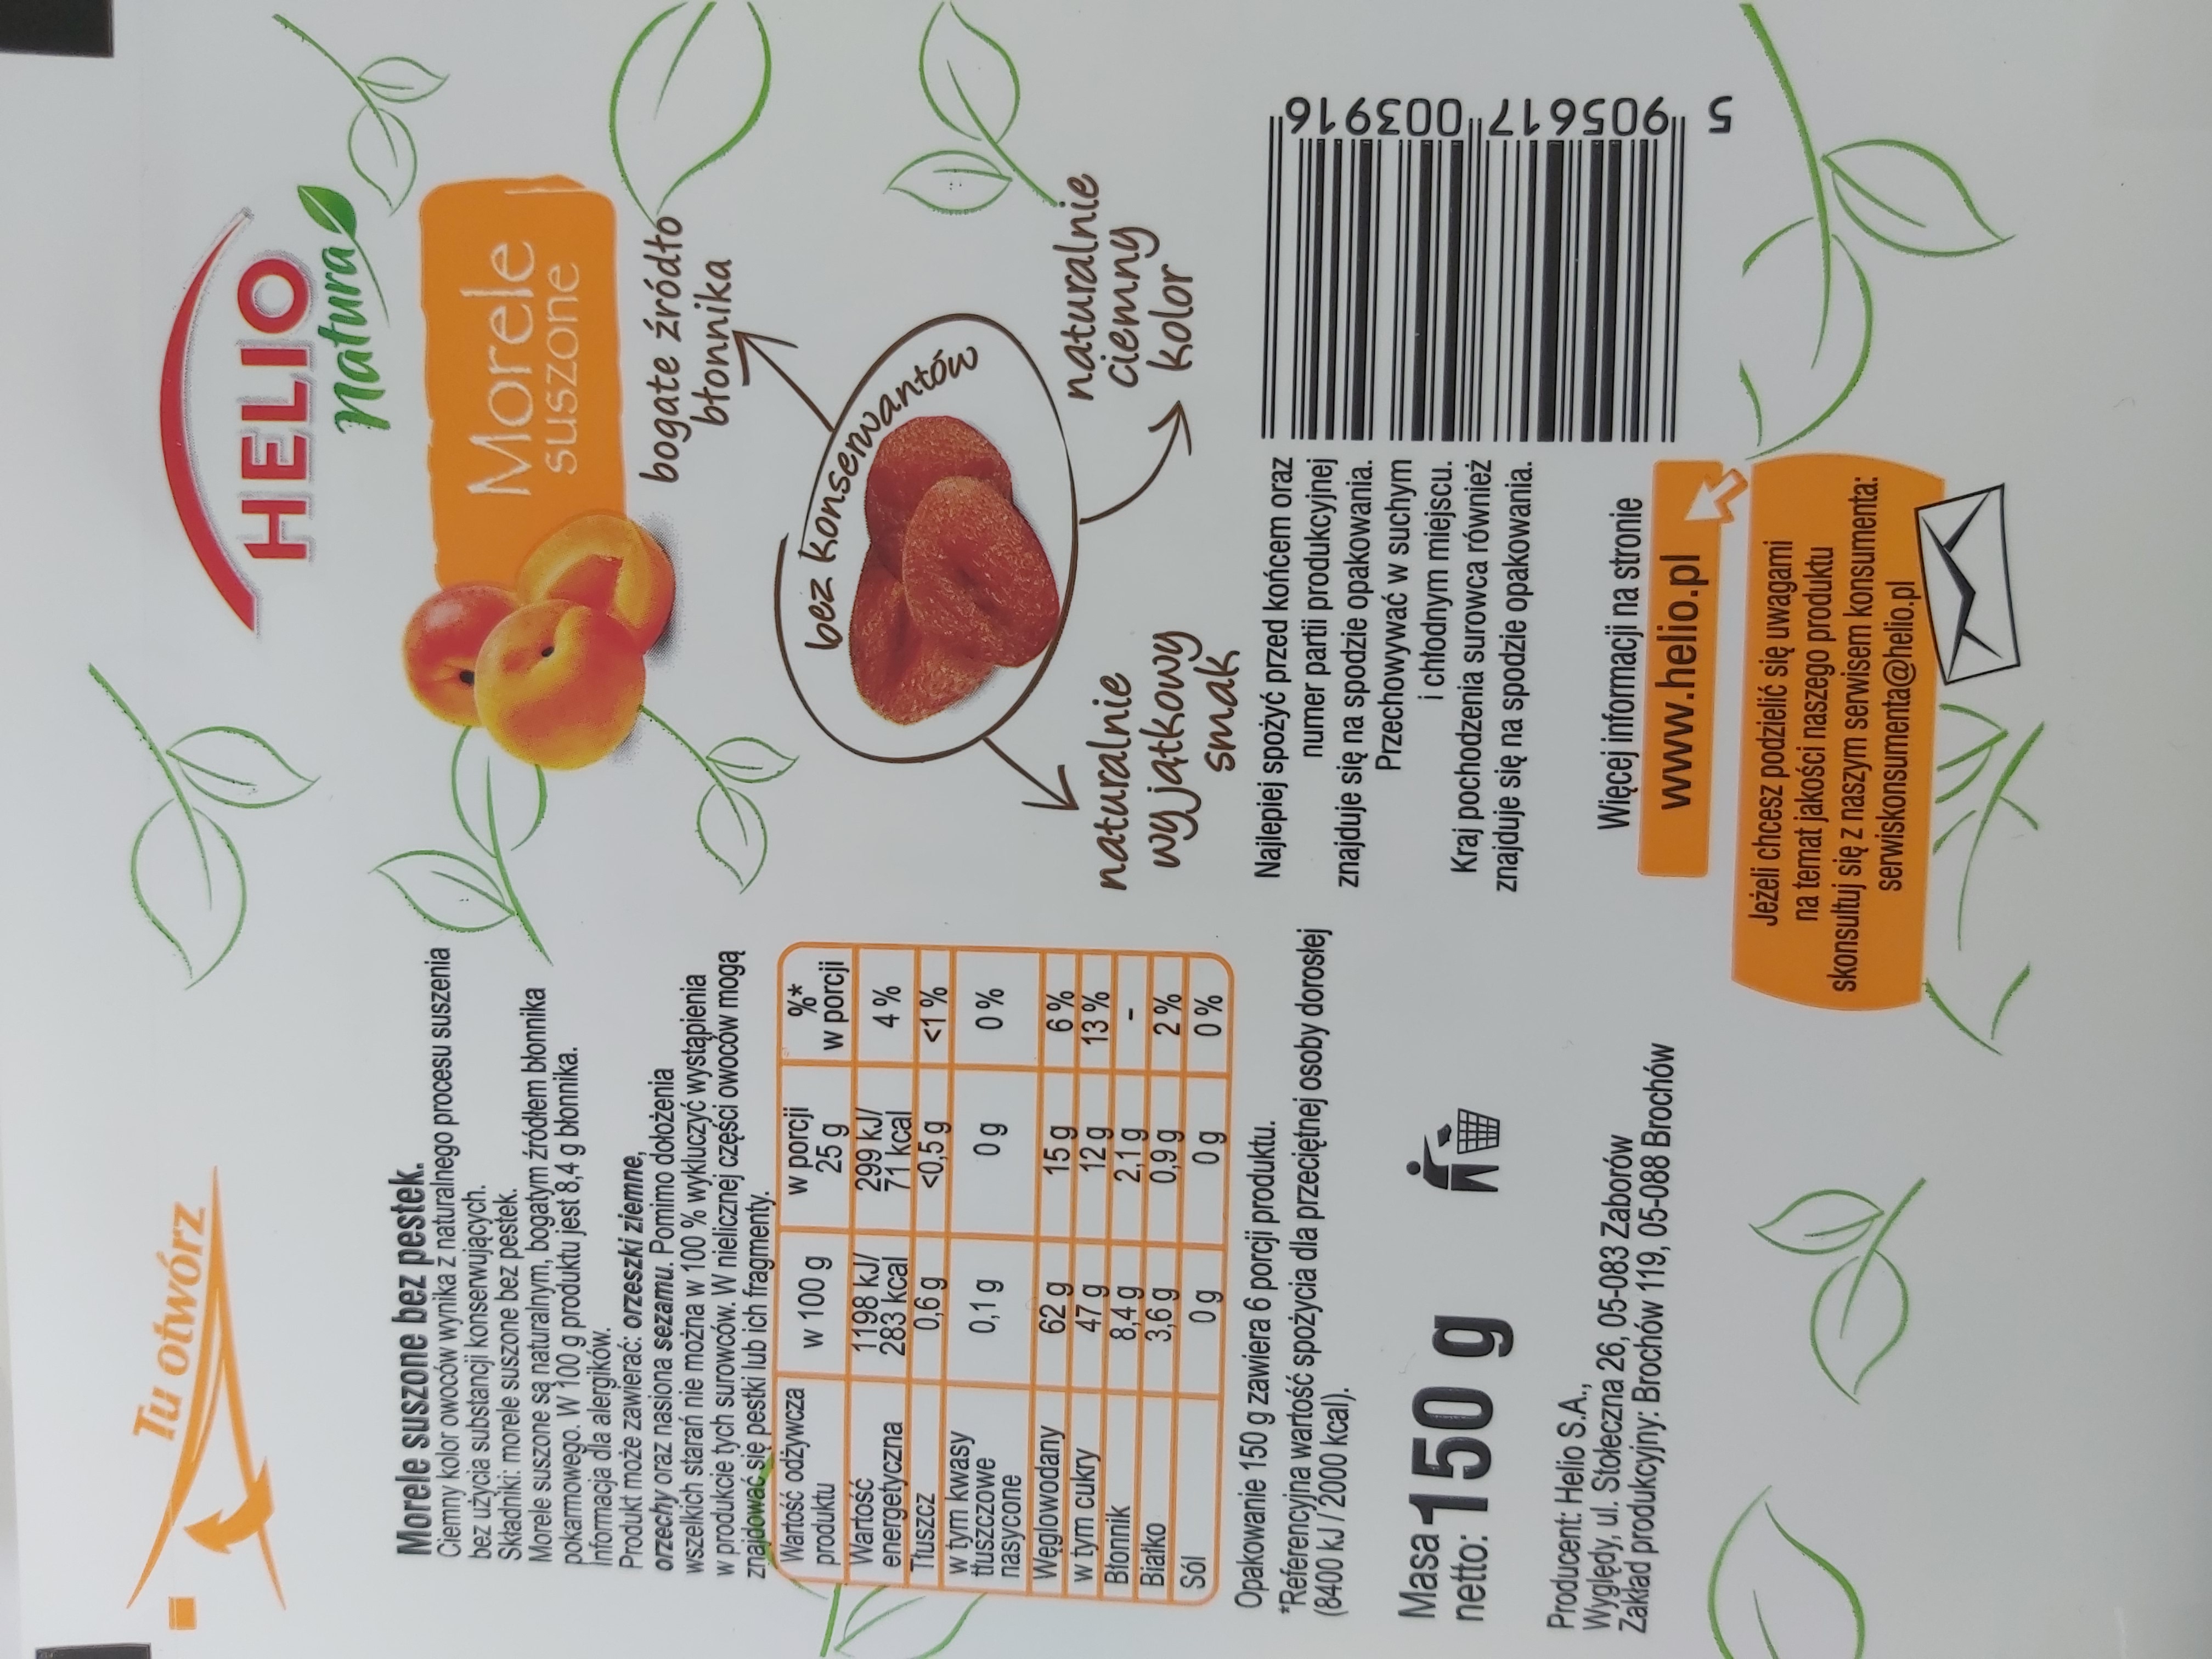 Tu otwórz
HELIO
natura
Morele
suszone
bogate źródło
błonnika
bez konserwantów
naturalnie
wyjątkowy
smak
naturalnie
ciemny
kolor
Morele suszone bez pestek.
Ciemny kolor owoców wynika z naturalnego procesu suszenia
bez użycia substancji konserwujących.
Składniki: morele suszone bez pestek.
Morele suszone są naturalnym, bogatym źródłem błonnika
pokarmowego. W 100 g produktu jest 8,4 g błonnika.
Informacja dla alergików.
Produkt może zawierać: orzeszki ziemne,
orzechy oraz nasiona sezamu. Pomimo dołożenia
wszelkich starań nie można w 100 % wykluczyć wystąpienia
w produkcie tych surowców. W nielicznej części owoców mogą
znajdować się pestki lub ich fragmenty.
Wartość odżywcza produktu w 100 g w porcji 25 g %* w porcji
Wartość energetyczna 1198 kJ/ 283 kcal 299 kJ/ 71 kcal 4 %
Tłuszcz 0,6 g <0,5 g <1 %
w tym kwasy tłuszczowe nasycone 0,1 g 0 g 0 %
Węglowodany 62 g 15 g 6 %
w tym cukry 47 g 12 g 13 %
Błonnik 8,4 g 2,1 g -
Białko 3,6 g 0,9 g 2 %
Sól 0 g 0 g 0 %
Opakowanie 150 g zawiera 6 porcji produktu.
*Referencyjna wartość spożycia dla przeciętnej osoby dorosłej
(8400 kJ / 2000 kcal).
Masa
netto: 150 g
Producent: Helio S.A.,
Wyględy, ul. Stołeczna 26, 05-083 Zaborów
Zakład produkcyjny: Brochów 119, 05-088 Brochów
Najlepiej spożyć przed końcem oraz
numer partii produkcyjnej
znajduje się na spodzie opakowania.
Przechowywać w suchym
i chłodnym miejscu.
Kraj pochodzenia surowca również
znajduje się na spodzie opakowania.
Więcej informacji na stronie
www.helio.pl
Jeżeli chcesz podzielić się uwagami
na temat jakości naszego produktu
skonsultuj się z naszym serwisem konsumenta:
serwiskonsumenta@helio.pl
5 905617 003916